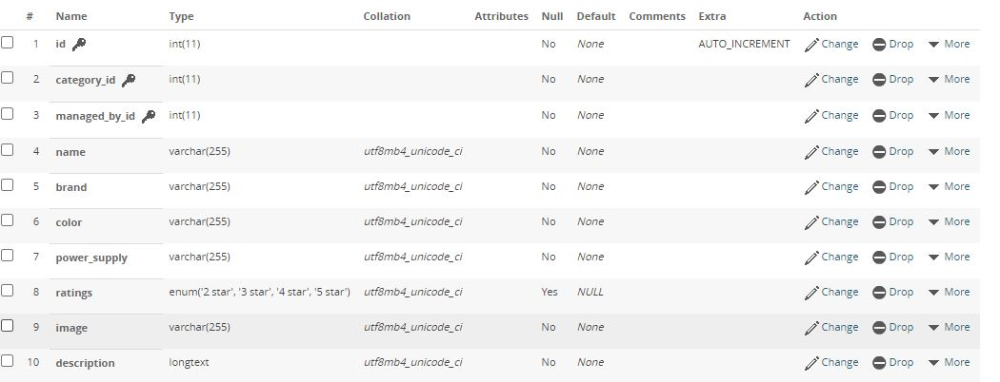 # Name Type Collation Attributes Null Default Comments Extra Action
1 id int(11) No None AUTO_INCREMENT Change Drop More
2 category_id int(11) No None Change Drop More
3 managed_by_id int(11) No None Change Drop More
4 name varchar(255) utf8mb4_unicode_ci No None Change Drop More
5 brand varchar(255) utf8mb4_unicode_ci No None Change Drop More
6 color varchar(255) utf8mb4_unicode_ci No None Change Drop More
7 power_supply varchar(255) utf8mb4_unicode_ci No None Change Drop More
8 ratings enum('2 star', '3 star', '4 star', '5 star') utf8mb4_unicode_ci Yes NULL Change Drop More
9 image varchar(255) utf8mb4_unicode_ci No None Change Drop More
10 description longtext utf8mb4_unicode_ci No None Change Drop More